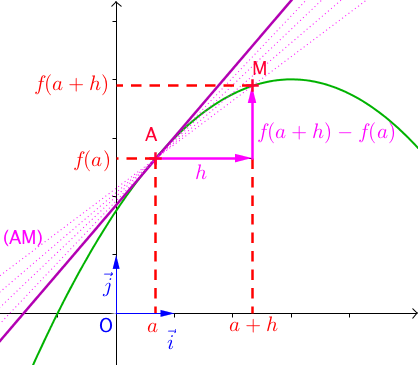 M
f(a + h)
A
f(a + h) − f(a)
f(a)
h
(AM)
j⃗
O
a
a + h
i⃗